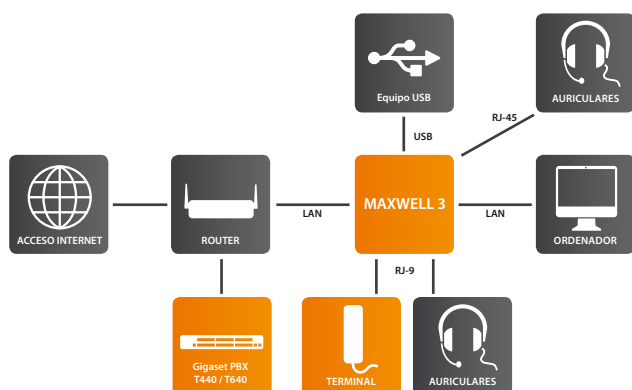 Equipo USB
AURICULARES
RJ-45
USB
ACCESO INTERNET
ROUTER
LAN
MAXWELL 3
LAN
ORDENADOR
RJ-9
Gigaset PBX
T440 / T640
TERMINAL
AURICULARES